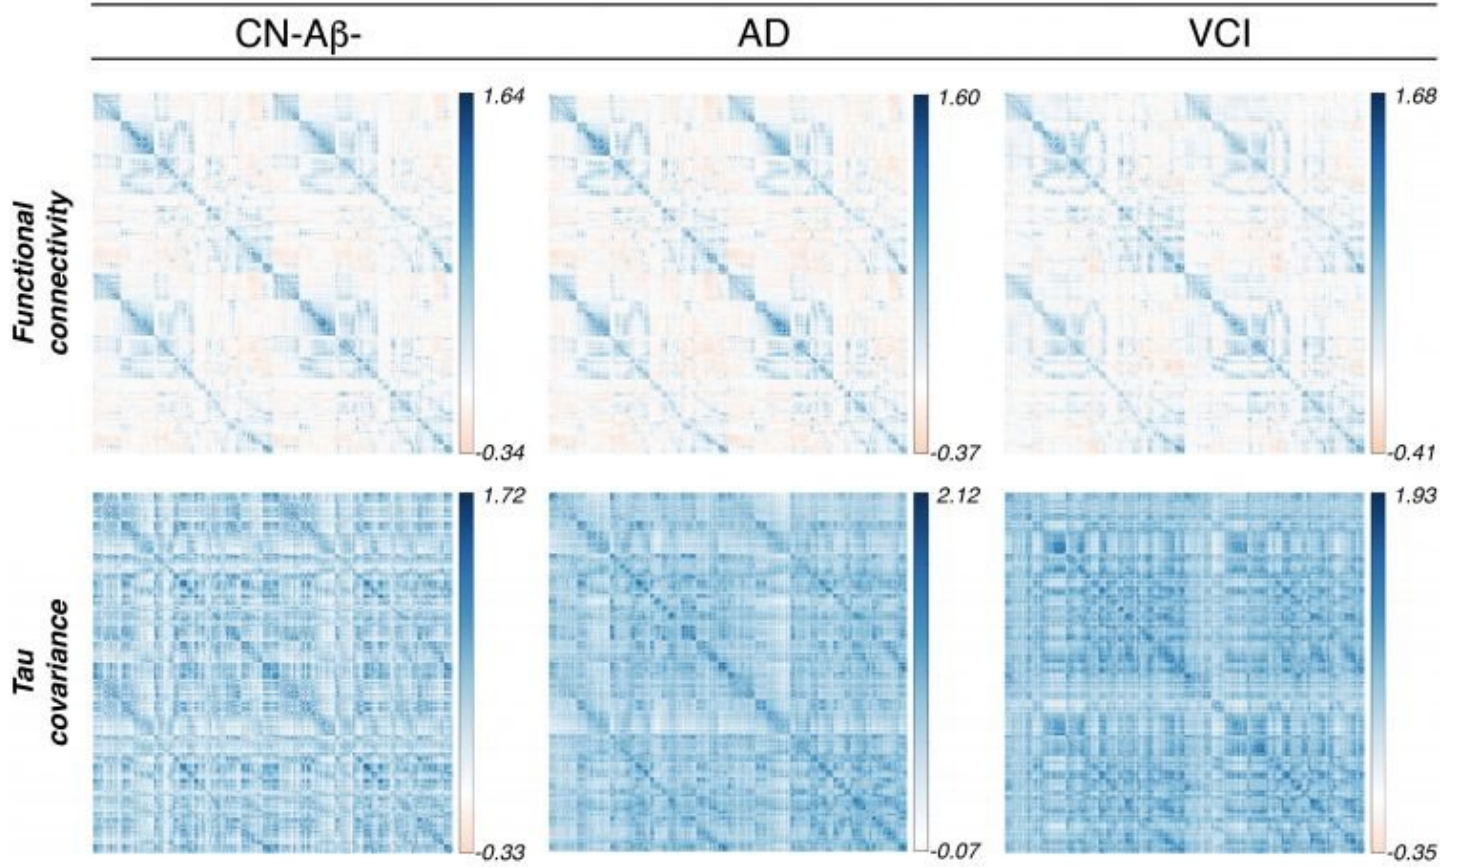 CN-Aβ- AD VCI
Functional
connectivity
1.64 1.60 1.68
-0.34 -0.37 -0.41
Tau
covariance
1.72 2.12 1.93
-0.33 -0.07 -0.35